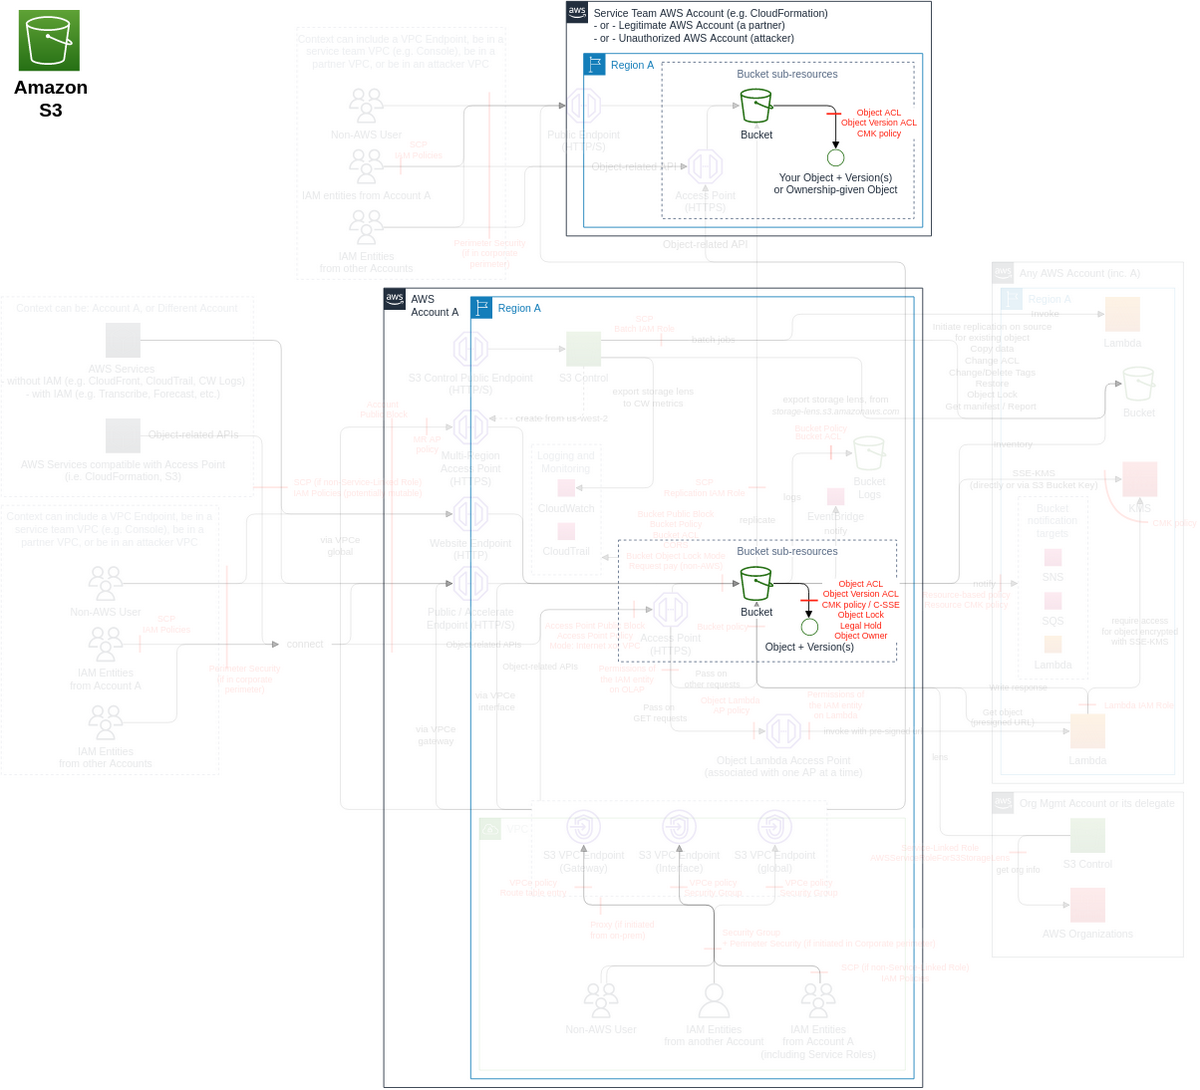 Amazon
S3
Service Team AWS Account (e.g. CloudFormation)
- or - Legitimate AWS Account (a partner)
- or - Unauthorized AWS Account (attacker)
Region A
Bucket sub-resources
Bucket
Object ACL
Object Version ACL
CMK policy
Your Object + Version(s)
or Ownership-given Object
Context can include a VPC Endpoint, be in a
service team VPC (e.g. Console), be in a
partner VPC, or be in an attacker VPC
Non-AWS User
SCP
IAM Policies
IAM entities from Account A
IAM Entities
from other Accounts
Perimeter Security
(if in corporate
perimeter)
Public Endpoint
(HTTP/S)
Object-related API
Access Point
(HTTPS)
Object-related API
Context can be: Account A, or Different Account
AWS Services
- without IAM (e.g. CloudFront, CloudTrail, CW Logs)
- with IAM (e.g. Transcribe, Forecast, etc.)
Object-related APIs
AWS Services compatible with Access Point
(i.e. CloudFormation, S3)
SCP (if non-Service-Linked Role)
IAM Policies (potentially mutable)
Context can include a VPC Endpoint, be in a
service team VPC (e.g. Console), be in a
partner VPC, or be in an attacker VPC
Non-AWS User
SCP
IAM Policies
IAM Entities
from Account A
IAM Entities
from other Accounts
Perimeter Security
(if in corporate
perimeter)
connect
via VPCe
global
Account
Public Block
AWS
Account A
Region A
S3 Control Public Endpoint
(HTTP/S)
S3 Control
SCP
Batch IAM Role
batch jobs
export storage lens
to CW metrics
export storage lens, from
storage-lens.s3.amazonaws.com
create from us-west-2
MR AP
policy
Multi-Region
Access Point
(HTTPS)
Website Endpoint
(HTTP)
Public / Accelerate
Endpoint (HTTP/S)
Logging and
Monitoring
CloudWatch
CloudTrail
Bucket Policy
Bucket ACL
Bucket
Logs
logs
SCP
Replication IAM Role
replicate
Eventbridge
notify
Bucket Public Block
Bucket Policy
Bucket ACL
CORS
Bucket Object Lock Mode
Request pay (non-AWS)
Bucket sub-resources
Bucket
Object ACL
Object Version ACL
CMK policy / C-SSE
Object Lock
Legal Hold
Object Owner
Object + Version(s)
Access Point Public Block
Access Point Policy
Mode: Internet or VPC
Access Point
(HTTPS)
Bucket policy
Object-related APIs
Object-related APIs
Permissions of
the IAM entity
on OLAP
Pass on
other requests
Pass on
GET requests
Object Lambda
AP policy
Permissions of
the IAM entity
on Lambda
invoke with pre-signed url
Object Lambda Access Point
(associated with one AP at a time)
via VPCe
interface
via VPCe
gateway
VPC
S3 VPC Endpoint
(Gateway)
S3 VPC Endpoint
(Interface)
S3 VPC Endpoint
(global)
VPCe policy
Route table entry
VPCe policy
Security Group
VPCe policy
Security Group
Proxy (if initiated
from on-prem)
Security Group
+ Perimeter Security (if initiated in Corporate perimeter)
SCP (if non-Service-Linked Role)
IAM Policies
Non-AWS User
IAM Entities
from another Account
IAM Entities
from Account A
(including Service Roles)
Any AWS Account (inc. A)
Region A
invoke
Lambda
Initiate replication on source
for existing object
Copy data
Change ACL
Change/Delete Tags
Restore
Object Lock
Get manifest / Report
Bucket
inventory
SSE-KMS
(directly or via S3 Bucket Key)
KMS
CMK policy
Bucket
notification
targets
SNS
SQS
Lambda
notify
Resource-based policy
Resource CMK policy
require access
for object encrypted
with SSE-KMS
Write response
Get object
(presigned URL)
Lambda IAM Role
Lambda
lens
Org Mgmt Account or its delegate
S3 Control
Service-Linked Role
get org info
AWS Organizations